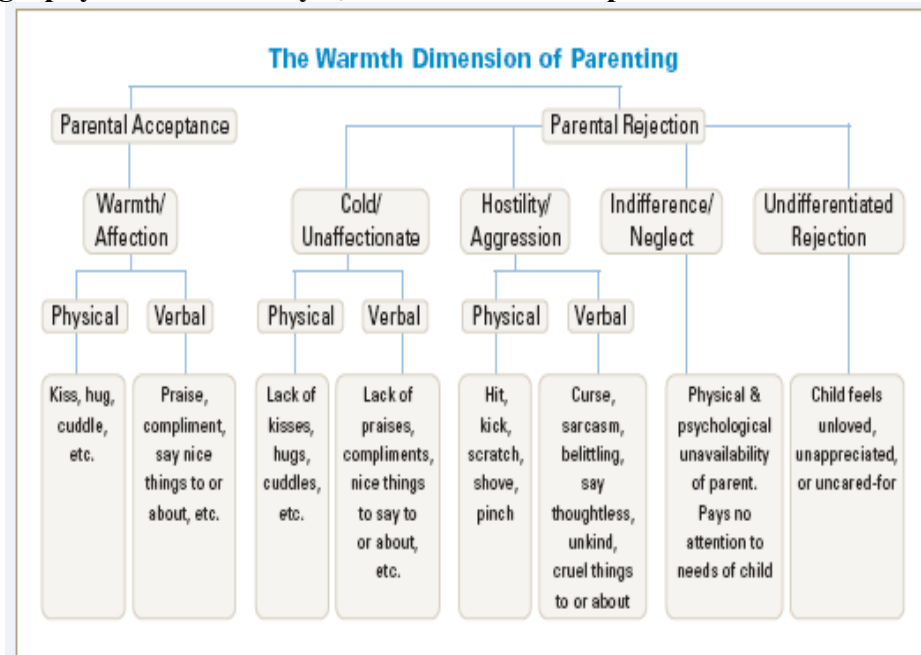 The Warmth Dimension of Parenting
Parental Acceptance
Parental Rejection
Warmth/
Affection
Cold/
Unaffectionate
Hostility/
Aggression
Indifference/
Neglect
Undifferentiated
Rejection
Physical
Verbal
Physical
Verbal
Physical
Verbal
Kiss, hug,
cuddle,
etc.
Praise,
compliment,
say nice
things to or
about, etc.
Lack of
kisses,
hugs,
cuddles,
etc.
Lack of
praises,
compliments,
nice things
to say to
or about,
etc.
Hit,
kick,
scratch,
shove,
pinch
Curse,
sarcasm,
belittling,
say
thoughtless,
unkind,
cruel things
to or about
Physical &
psychological
unavailability
of parent.
Pays no
attention to
needs of child
Child feels
unloved,
unappreciated,
or uncared-for